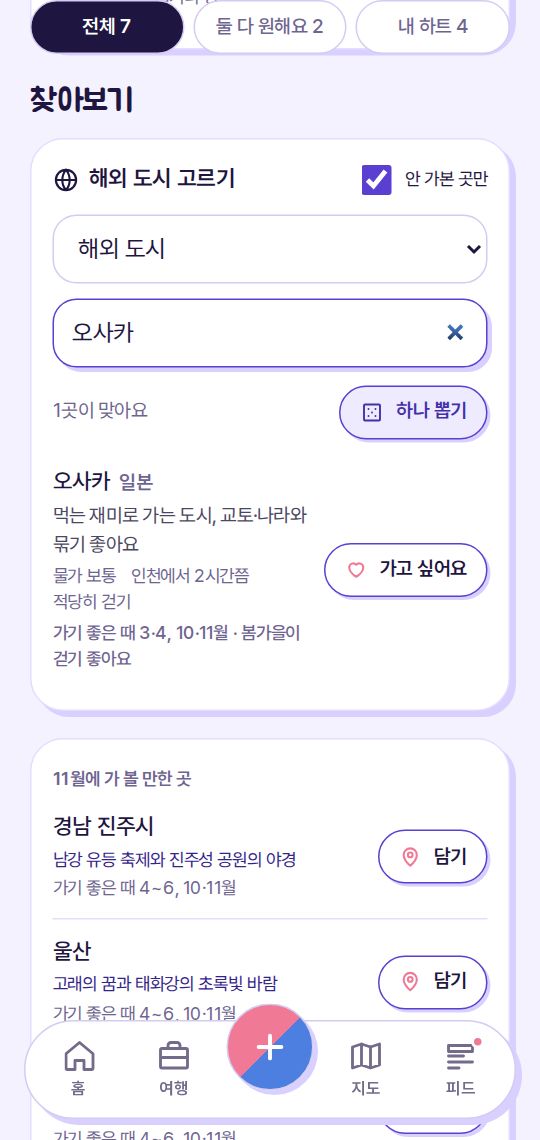 전체 7
둘 다 원해요 2
내 하트 4
찾아보기
해외 도시 고르기
안 가본 곳만
해외 도시
오사카
1곳이 맞아요
하나 뽑기
오사카 일본
먹는 재미로 가는 도시, 교토·나라와
묶기 좋아요
물가 보통 인천에서 2시간쯤
적당히 걷기
가기 좋은 때 3·4, 10·11월 · 봄가을이
걷기 좋아요
가고 싶어요
11월에 가 볼 만한 곳
경남 진주시
남강 유등 축제와 진주성 공원의 야경
가기 좋은 때 4~6, 10·11월
담기
울산
고래의 꿈과 태화강의 초록빛 바람
가기 좋은 때 4~6, 10·11월
담기
홈
여행
지도
피드
가기 좋은 때 4~6, 10·11월